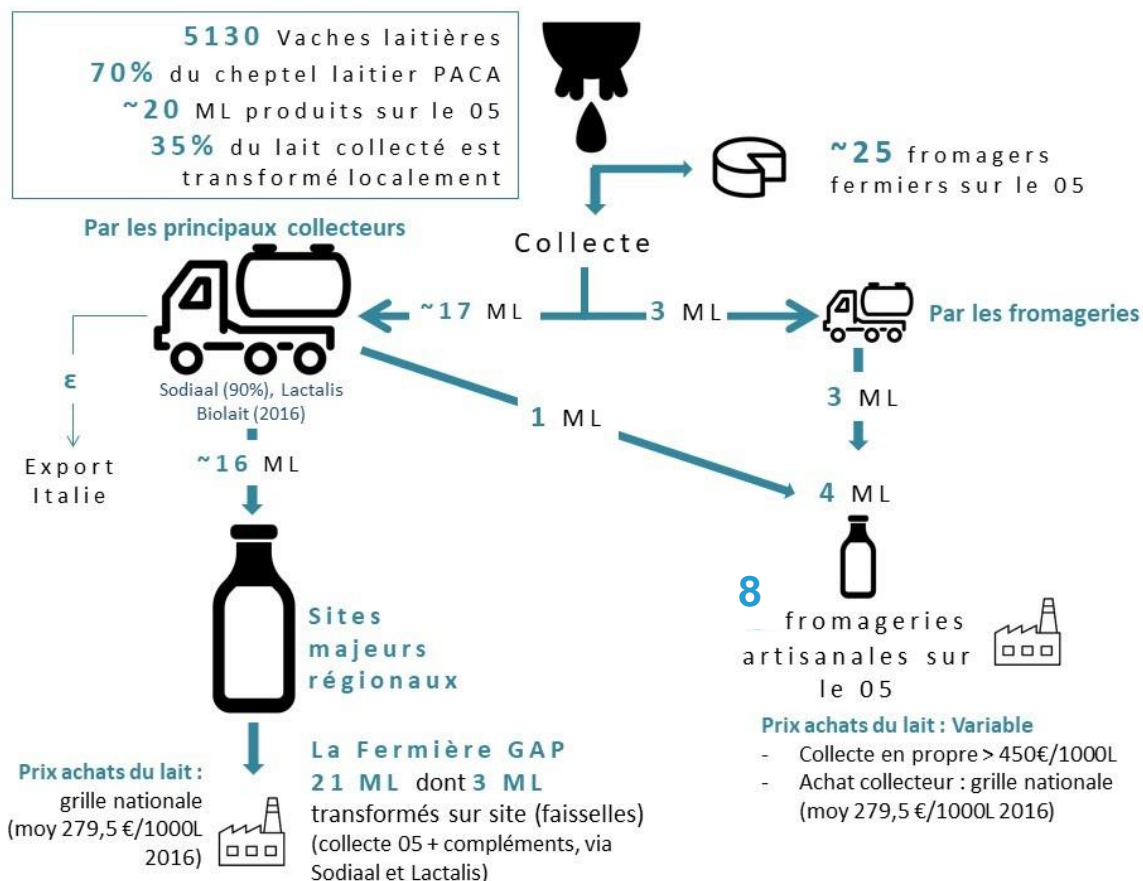 5130 Vaches laitières
70% du cheptel laitier PACA
~20 ML produits sur le 05
35% du lait collecté est
transformé localement
~25 fromagers
fermiers sur le 05
Par les principaux collecteurs
Collecte
~17 ML
3 ML
Par les fromageries
ε
Sodiaal (90%), Lactalis
Biolait (2016)
3 ML
1 ML
Export
Italie
~16 ML
4 ML
Sites
majeurs
régionaux
8
fromageries
artisanales sur
le 05
Prix achats du lait : Variable
- Collecte en propre > 450€/1000L
- Achat collecteur : grille nationale
(moy 279,5 €/1000L 2016)
Prix achats du lait :
grille nationale
(moy 279,5 €/1000L
2016)
La Fermière GAP
21 ML dont 3 ML
transformés sur site (faisselles)
(collecte 05 + compléments, via
Sodiaal et Lactalis)